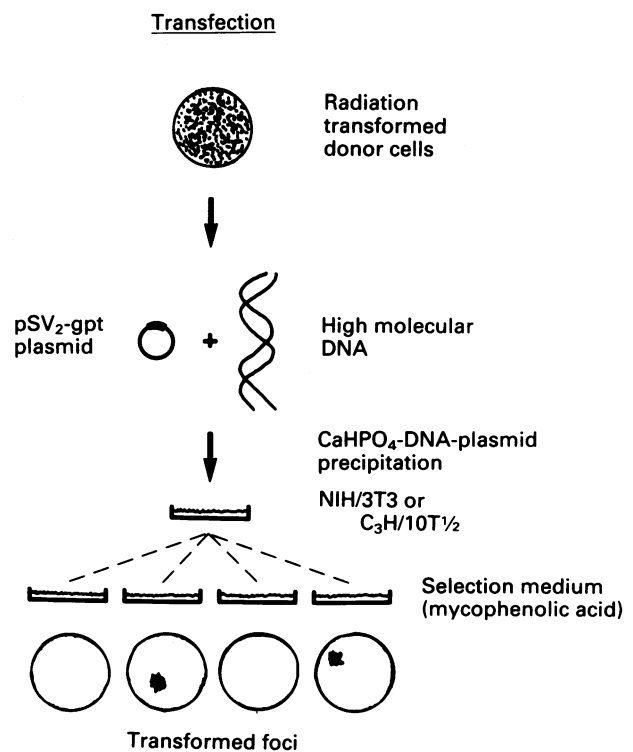 Transfection
Radiation
transformed
donor cells
pSV₂-gpt
plasmid
+
High molecular
DNA
CaHPO₄-DNA-plasmid
precipitation
NIH/3T3 or
C₃H/10T½
Selection medium
(mycophenolic acid)
Transformed foci